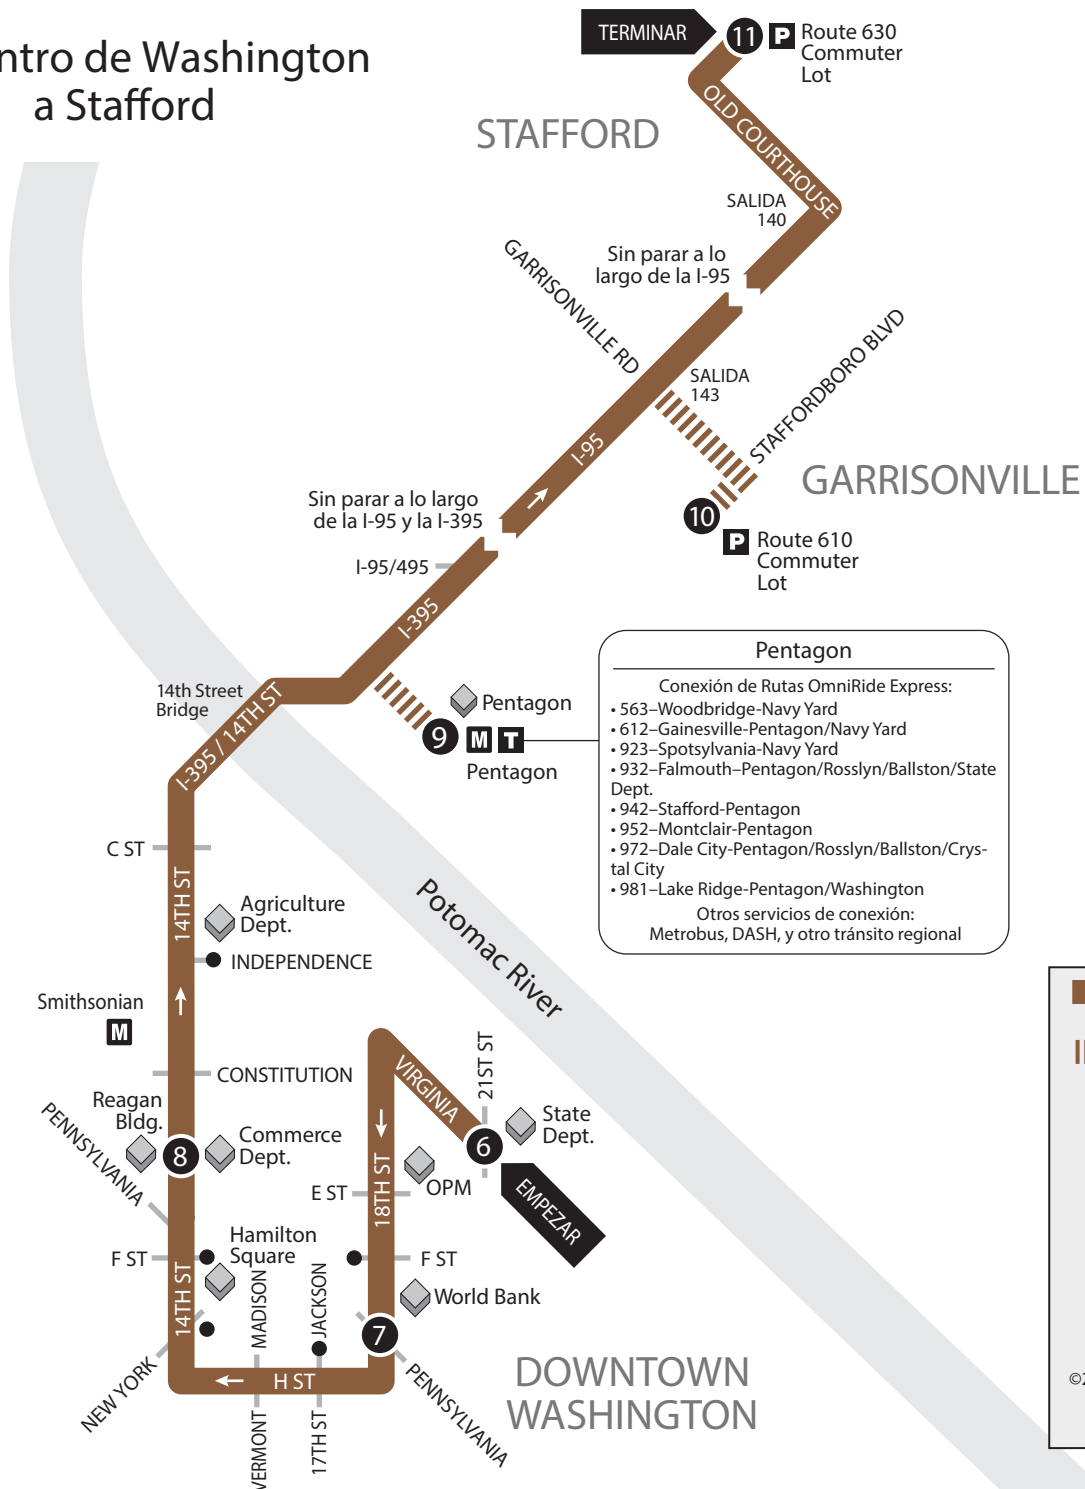 ntro de Washington
a Stafford
TERMINAR
11
P
Route 630
Commuter
Lot
STAFFORD
OLD COURTHOUSE
SALIDA
140
Sin parar a lo
largo de la I-95
GARRISONVILLE RD
SALIDA
143
STAFFORDBORO BLVD
I-95
GARRISONVILLE
10
P
Route 610
Commuter
Lot
Sin parar a lo largo
de la I-95 y la I-395
I-95/495
I-395
14th Street
Bridge
I-395 / 14TH ST
Pentagon
9
M
T
Pentagon
Pentagon
Conexión de Rutas OmniRide Express:
• 563–Woodbridge-Navy Yard
• 612–Gainesville-Pentagon/Navy Yard
• 923–Spotsylvania-Navy Yard
• 932–Falmouth–Pentagon/Rosslyn/Ballston/State
Dept.
• 942–Stafford-Pentagon
• 952–Montclair-Pentagon
• 972–Dale City-Pentagon/Rosslyn/Ballston/Crys-
tal City
• 981–Lake Ridge-Pentagon/Washington
Otros servicios de conexión:
Metrobus, DASH, y otro tránsito regional
C ST
14TH ST
Agriculture
Dept.
INDEPENDENCE
Potomac River
Smithsonian
M
CONSTITUTION
Reagan
Bldg.
8
Commerce
Dept.
PENNSYLVANIA
VIRGINIA
21ST ST
State
Dept.
6
EMPEZAR
18TH ST
OPM
E ST
F ST
Hamilton
Square
F ST
World Bank
14TH ST
MADISON
JACKSON
7
NEW YORK
H ST
VERMONT
17TH ST
PENNSYLVANIA
DOWNTOWN
WASHINGTON
©2